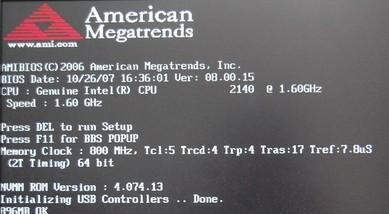 American
Megatrends
www.ami.com
AMIBIOS(C)2006 American Megatrends, Inc.
BIOS Date: 10/26/07 16:36:01 Ver: 08.00.15
CPU : Genuine Intel(R) CPU 2140 @ 1.60GHz
Speed : 1.60 GHz
Press DEL to run Setup
Press F11 for BBS POPUP
Memory Clock : 800 MHz, Tcl:5 Trcd:4 Trp:4 Tras:17 Tref:7.8uS
(2T Timing) 64 bit
NVMM ROM Version : 4.074.13
Initializing USB Controllers .. Done.
896MB OK